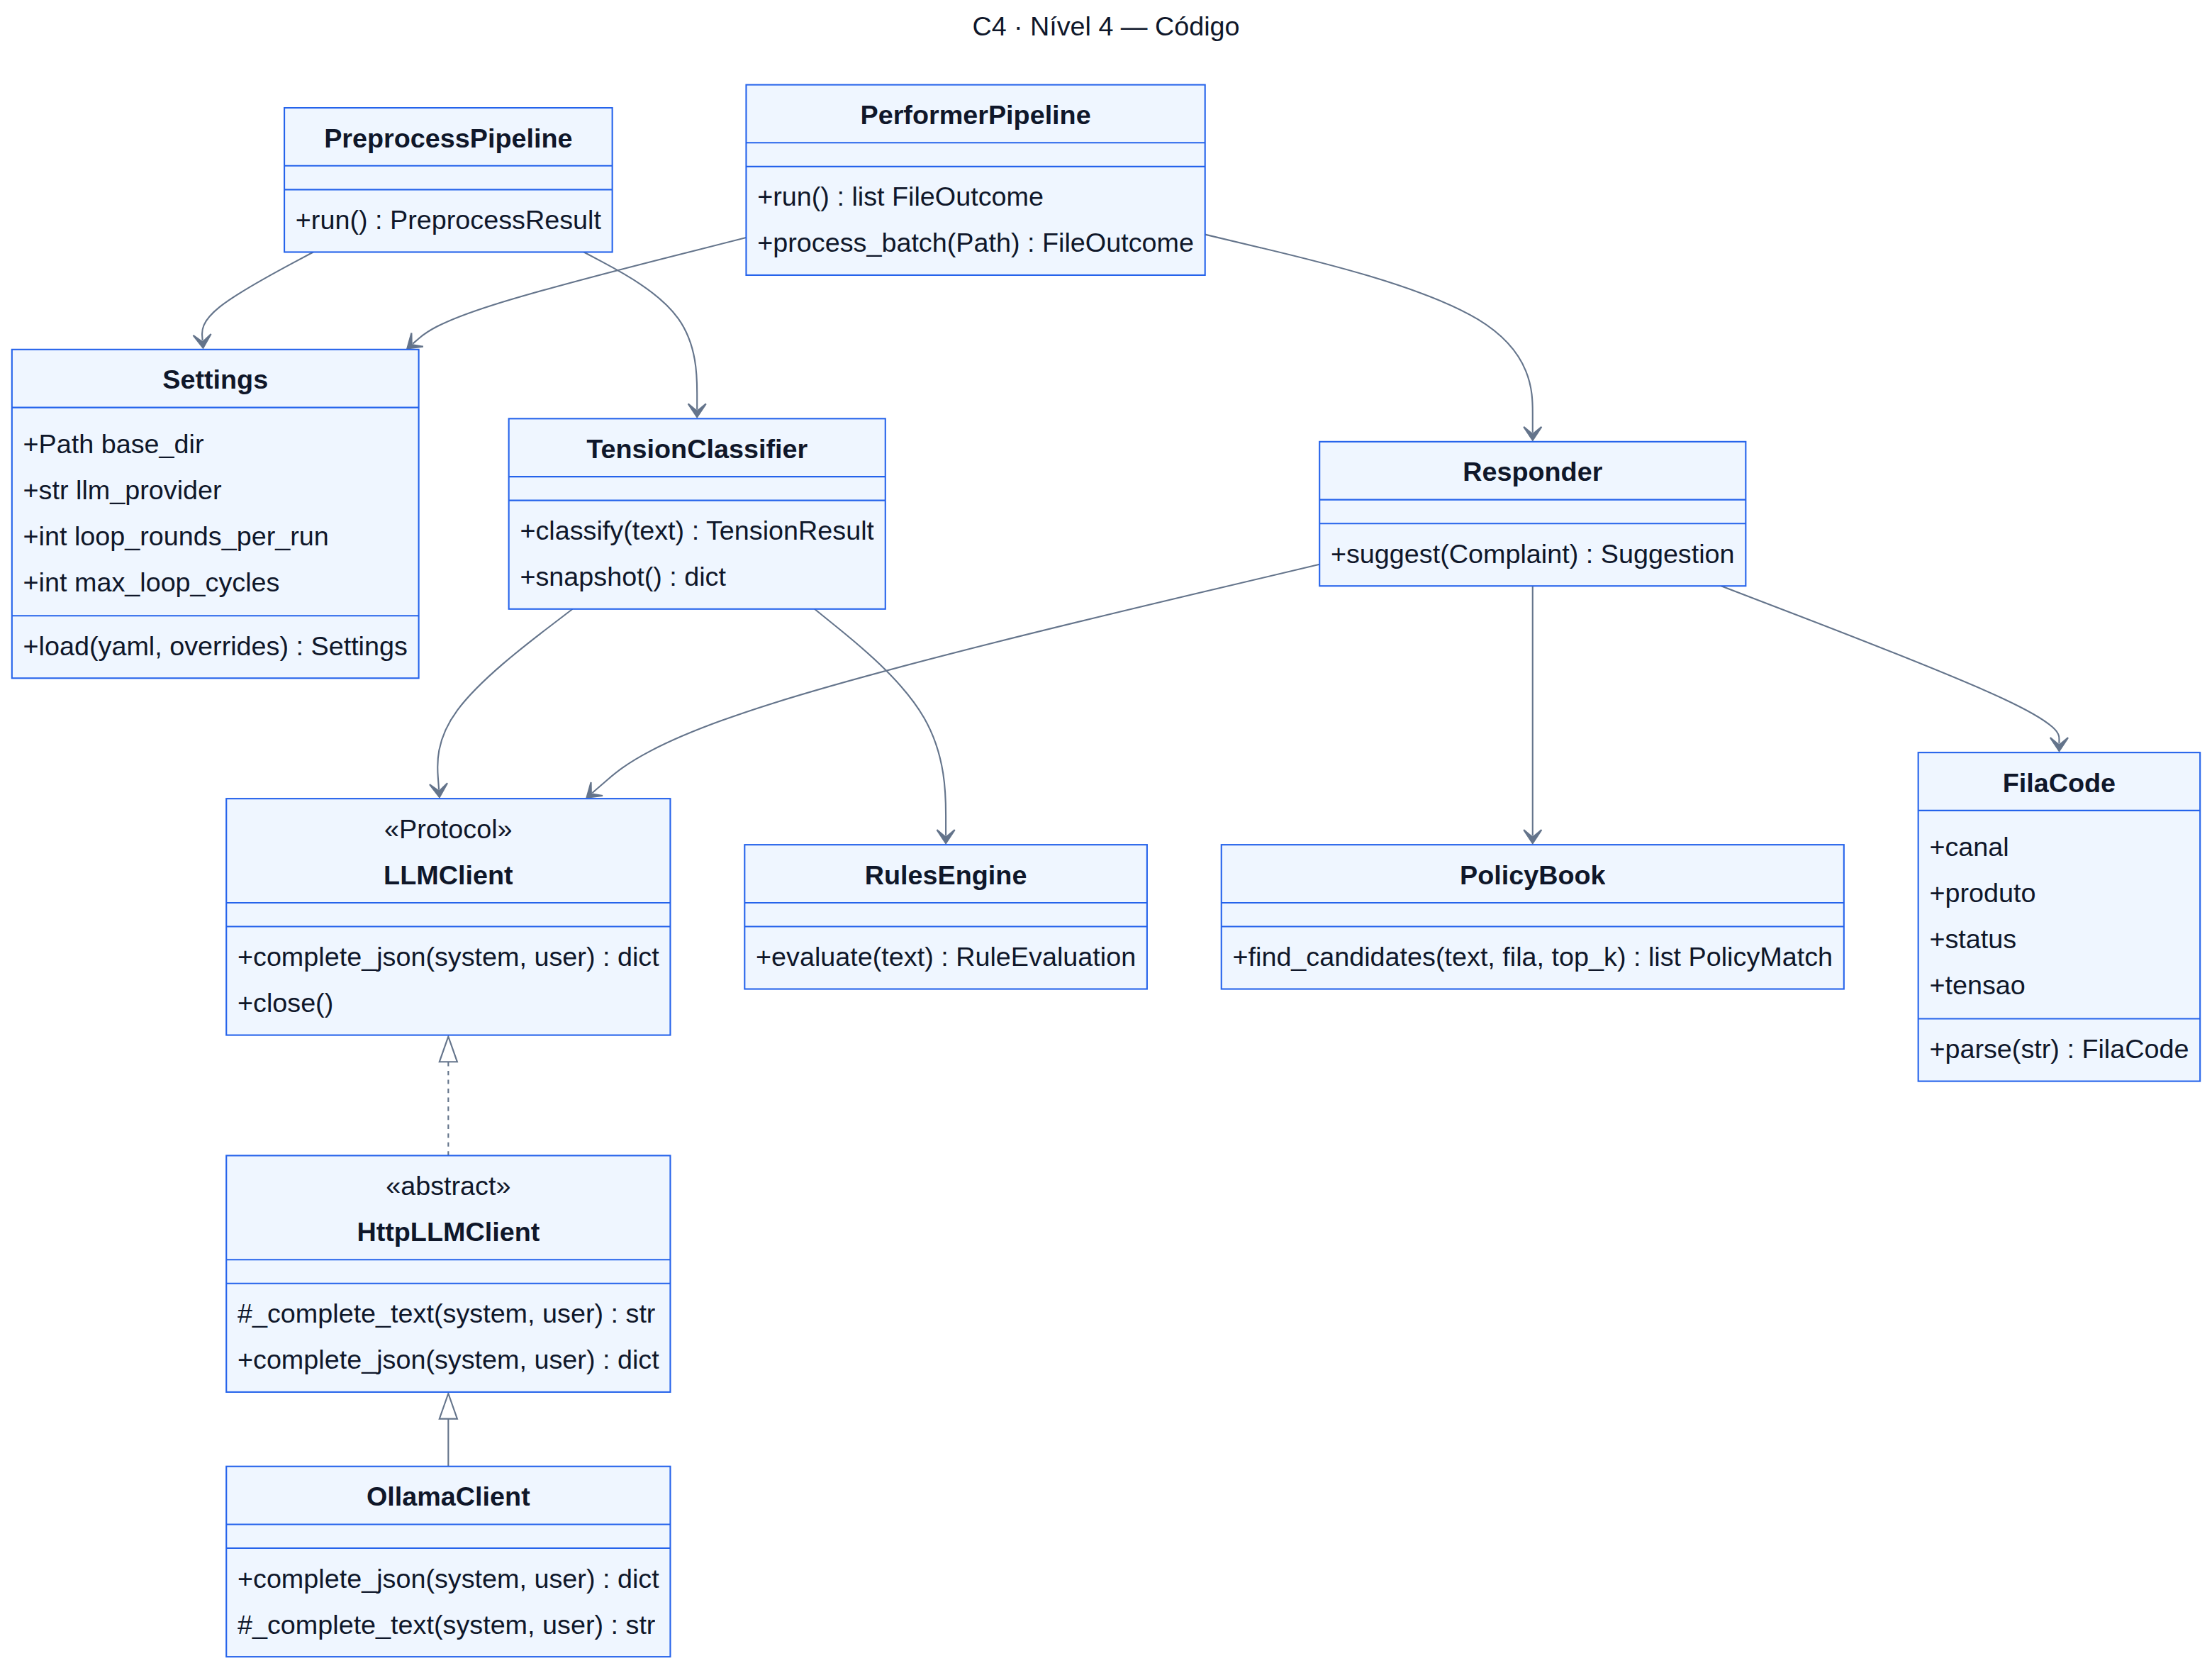 C4 · Nível 4 — Código
PreprocessPipeline
+run() : PreprocessResult
PerformerPipeline
+run() : list FileOutcome
+process_batch(Path) : FileOutcome
Settings
+Path base_dir
+str llm_provider
+int loop_rounds_per_run
+int max_loop_cycles
+load(yaml, overrides) : Settings
TensionClassifier
+classify(text) : TensionResult
+snapshot() : dict
Responder
+suggest(Complaint) : Suggestion
«Protocol»
LLMClient
+complete_json(system, user) : dict
+close()
RulesEngine
+evaluate(text) : RuleEvaluation
PolicyBook
+find_candidates(text, fila, top_k) : list PolicyMatch
FilaCode
+canal
+produto
+status
+tensao
+parse(str) : FilaCode
«abstract»
HttpLLMClient
#_complete_text(system, user) : str
+complete_json(system, user) : dict
OllamaClient
+complete_json(system, user) : dict
#_complete_text(system, user) : str